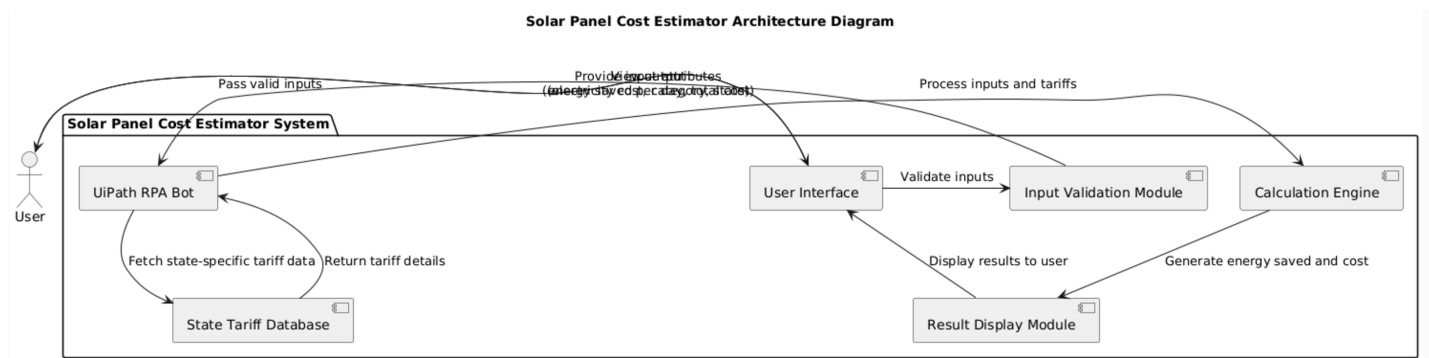 Solar Panel Cost Estimator Architecture Diagram
Pass valid inputs
Process inputs and tariffs
Solar Panel Cost Estimator System
UiPath RPA Bot
User Interface
Validate inputs
Input Validation Module
Calculation Engine
User
Fetch state-specific tariff data
Return tariff details
Display results to user
Generate energy saved and cost
State Tariff Database
Result Display Module